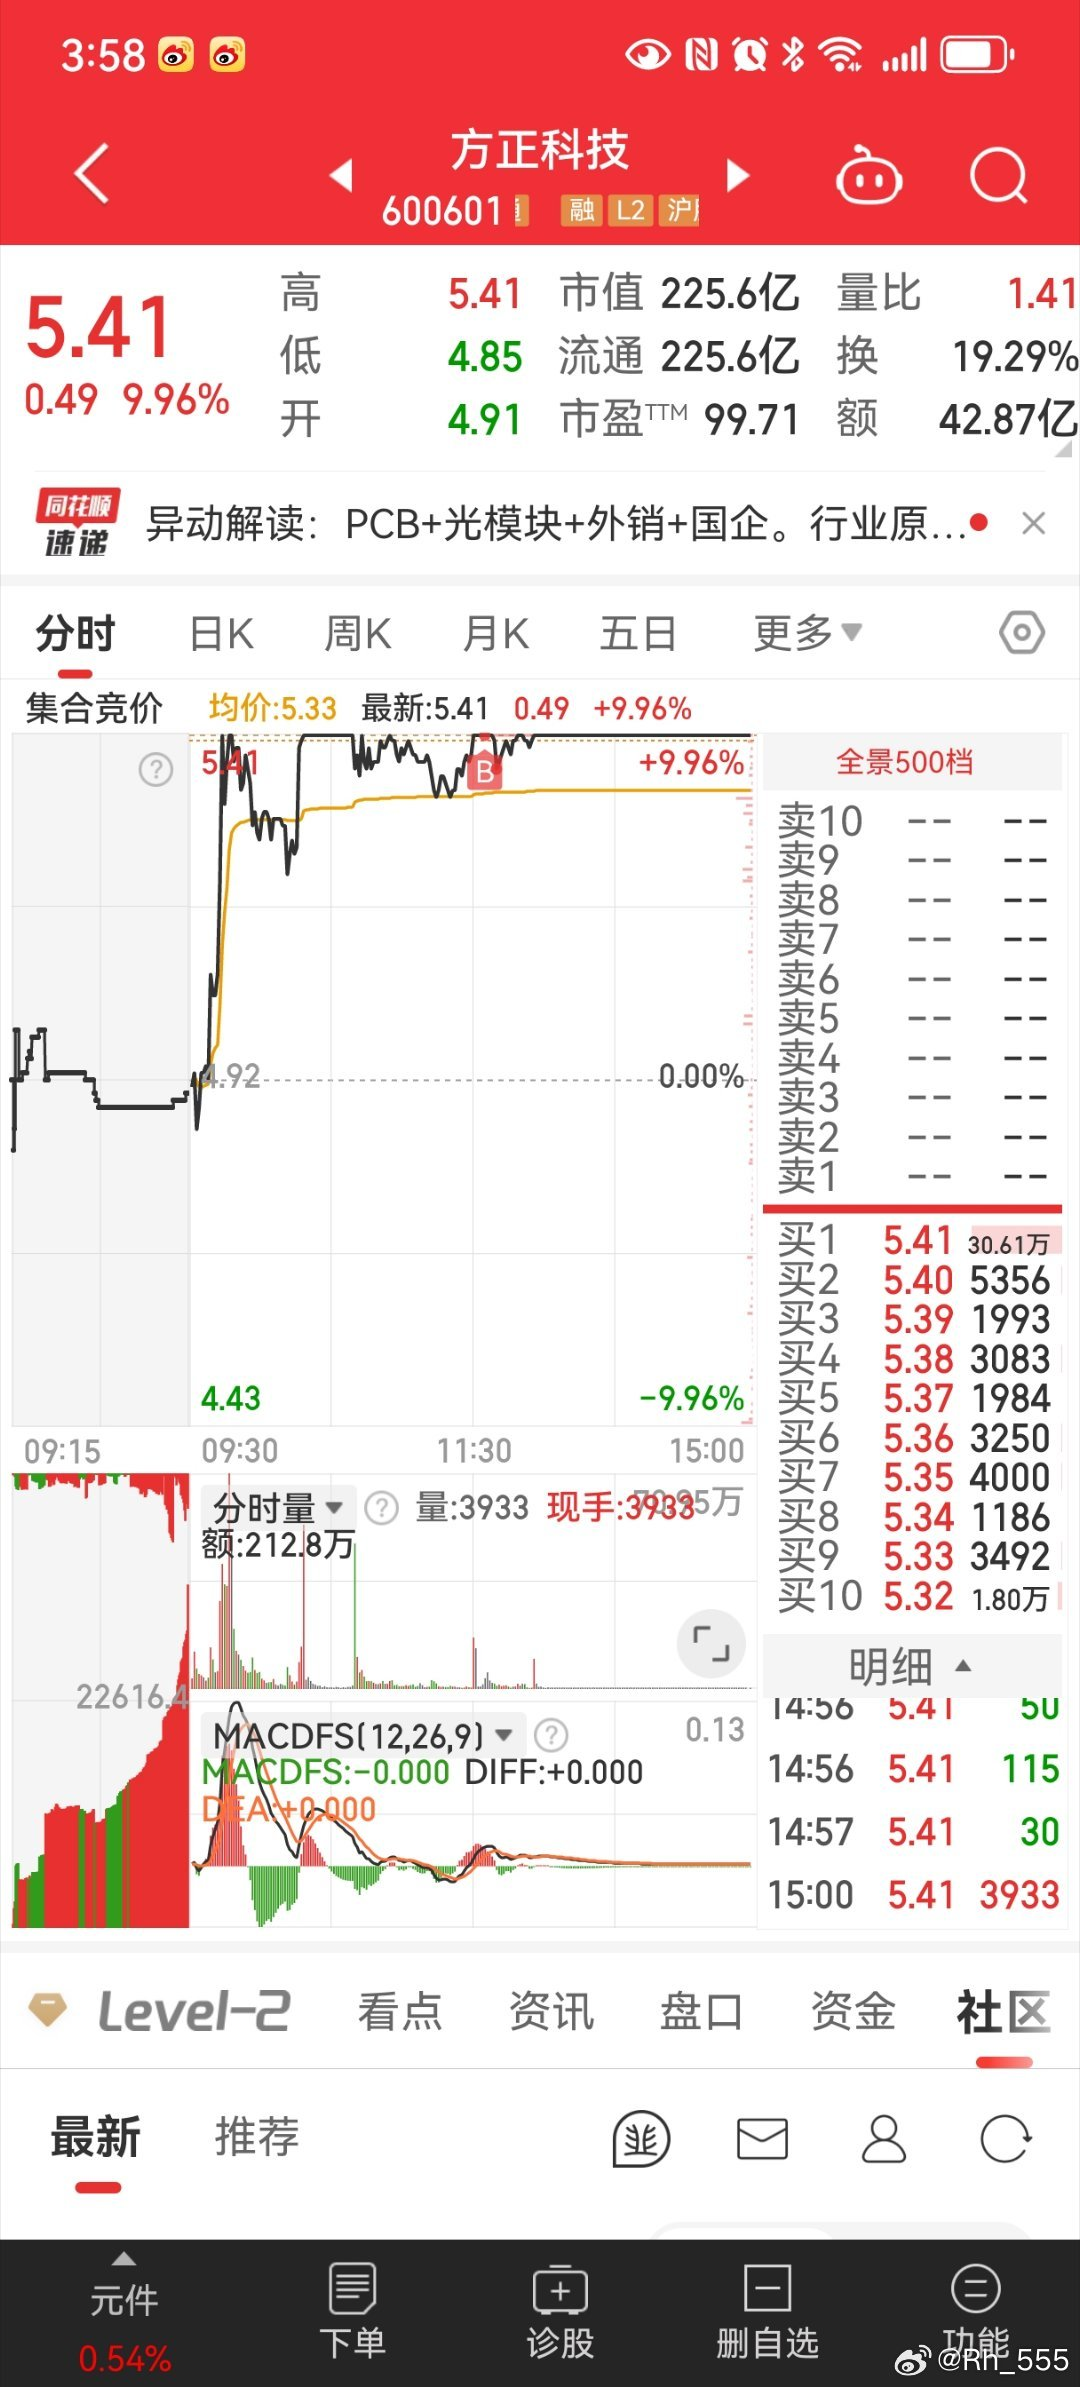 3:58
方正科技
600601 融 L2
5.41
0.49 9.96%
高 5.41 市值 225.6亿 量比 1.41
低 4.85 流通 225.6亿 换 19.29%
开 4.91 市盈TTM 99.71 额 42.87亿
同花顺
速递
异动解读：PCB+光模块+外销+国企。行业原...
分时 日K 周K 月K 五日 更多
集合竞价 均价:5.33 最新:5.41 0.49 +9.96%
5.41 +9.96%
B
4.92 0.00%
4.43 -9.96%
09:15 09:30 11:30 15:00
全景500档
卖10 -- --
卖9 -- --
卖8 -- --
卖7 -- --
卖6 -- --
卖5 -- --
卖4 -- --
卖3 -- --
卖2 -- --
卖1 -- --
买1 5.41 30.61万
买2 5.40 5356
买3 5.39 1993
买4 5.38 3083
买5 5.37 1984
买6 5.36 3250
买7 5.35 4000
买8 5.34 1186
买9 5.33 3492
买10 5.32 1.80万
分时量 ? 量:3933 现手:3933
额:212.8万
22616.4
MACDFS(12,26,9) ? 0.13
MACDFS:-0.000 DIFF:+0.000
DEA:+0.000
明细
14:56 5.41 50
14:56 5.41 115
14:57 5.41 30
15:00 5.41 3933
Level-2 看点 资讯 盘口 资金 社区
最新 推荐
元件
0.54%
下单 诊股 删自选 功能
@Rh_555